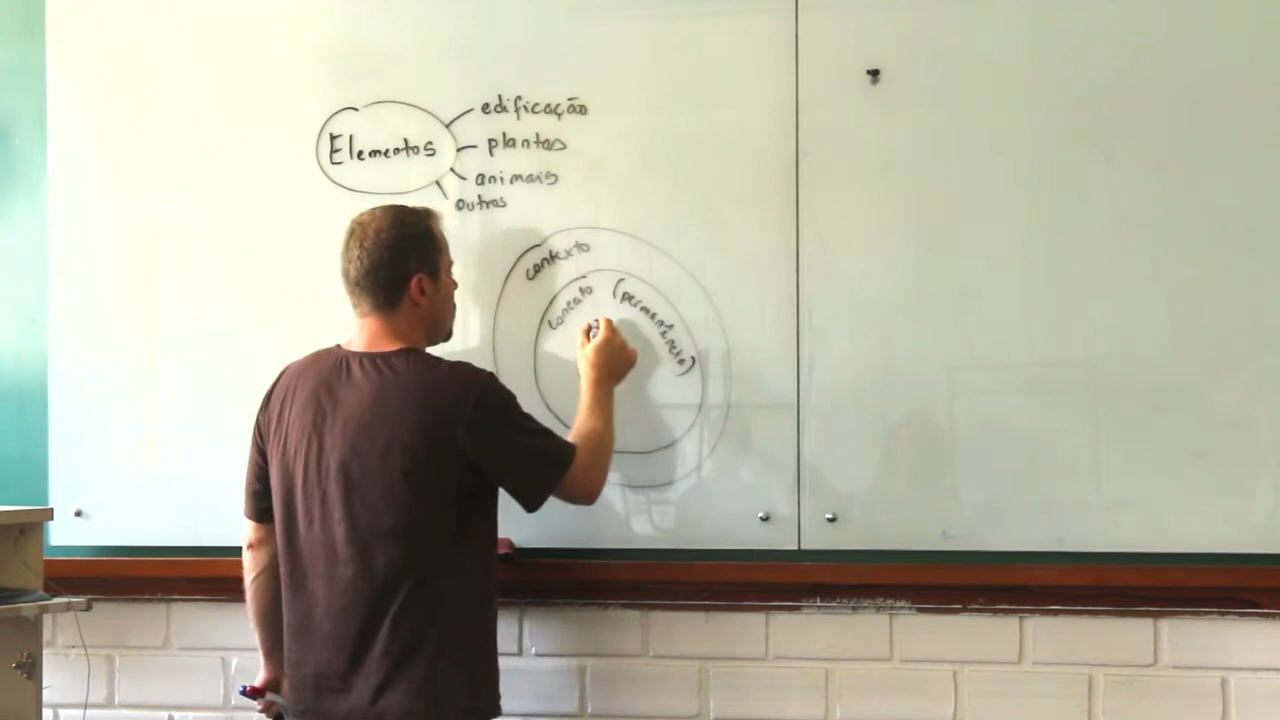 Elementos
edificação
plantas
animais
outros
contexto
conceito (permanência)